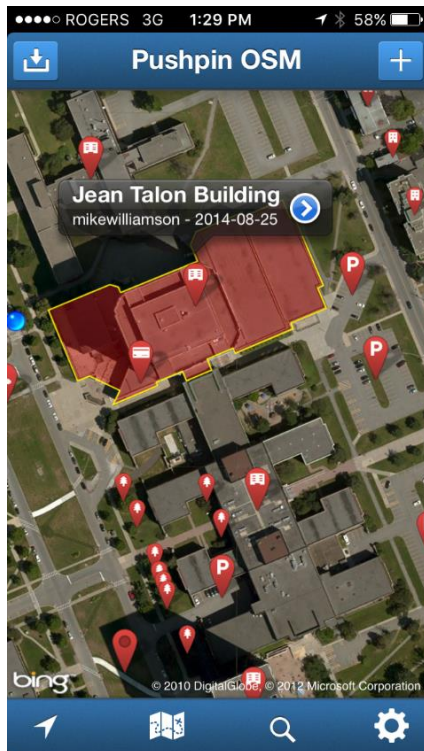 ROGERS 3G 1:29 PM 58%
Pushpin OSM
Jean Talon Building
mikewilliamson - 2014-08-25
P
P
P
bing
© 2010 DigitalGlobe, © 2012 Microsoft Corporation